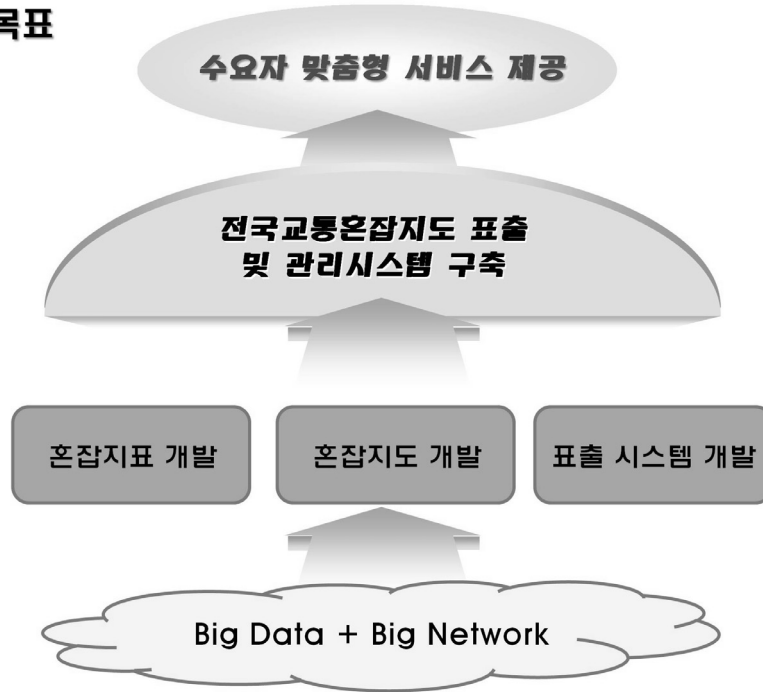 목표
수요자 맞춤형 서비스 제공
전국교통혼잡지도 표출
및 관리시스템 구축
혼잡지표 개발
혼잡지도 개발
표출 시스템 개발
Big Data + Big Network